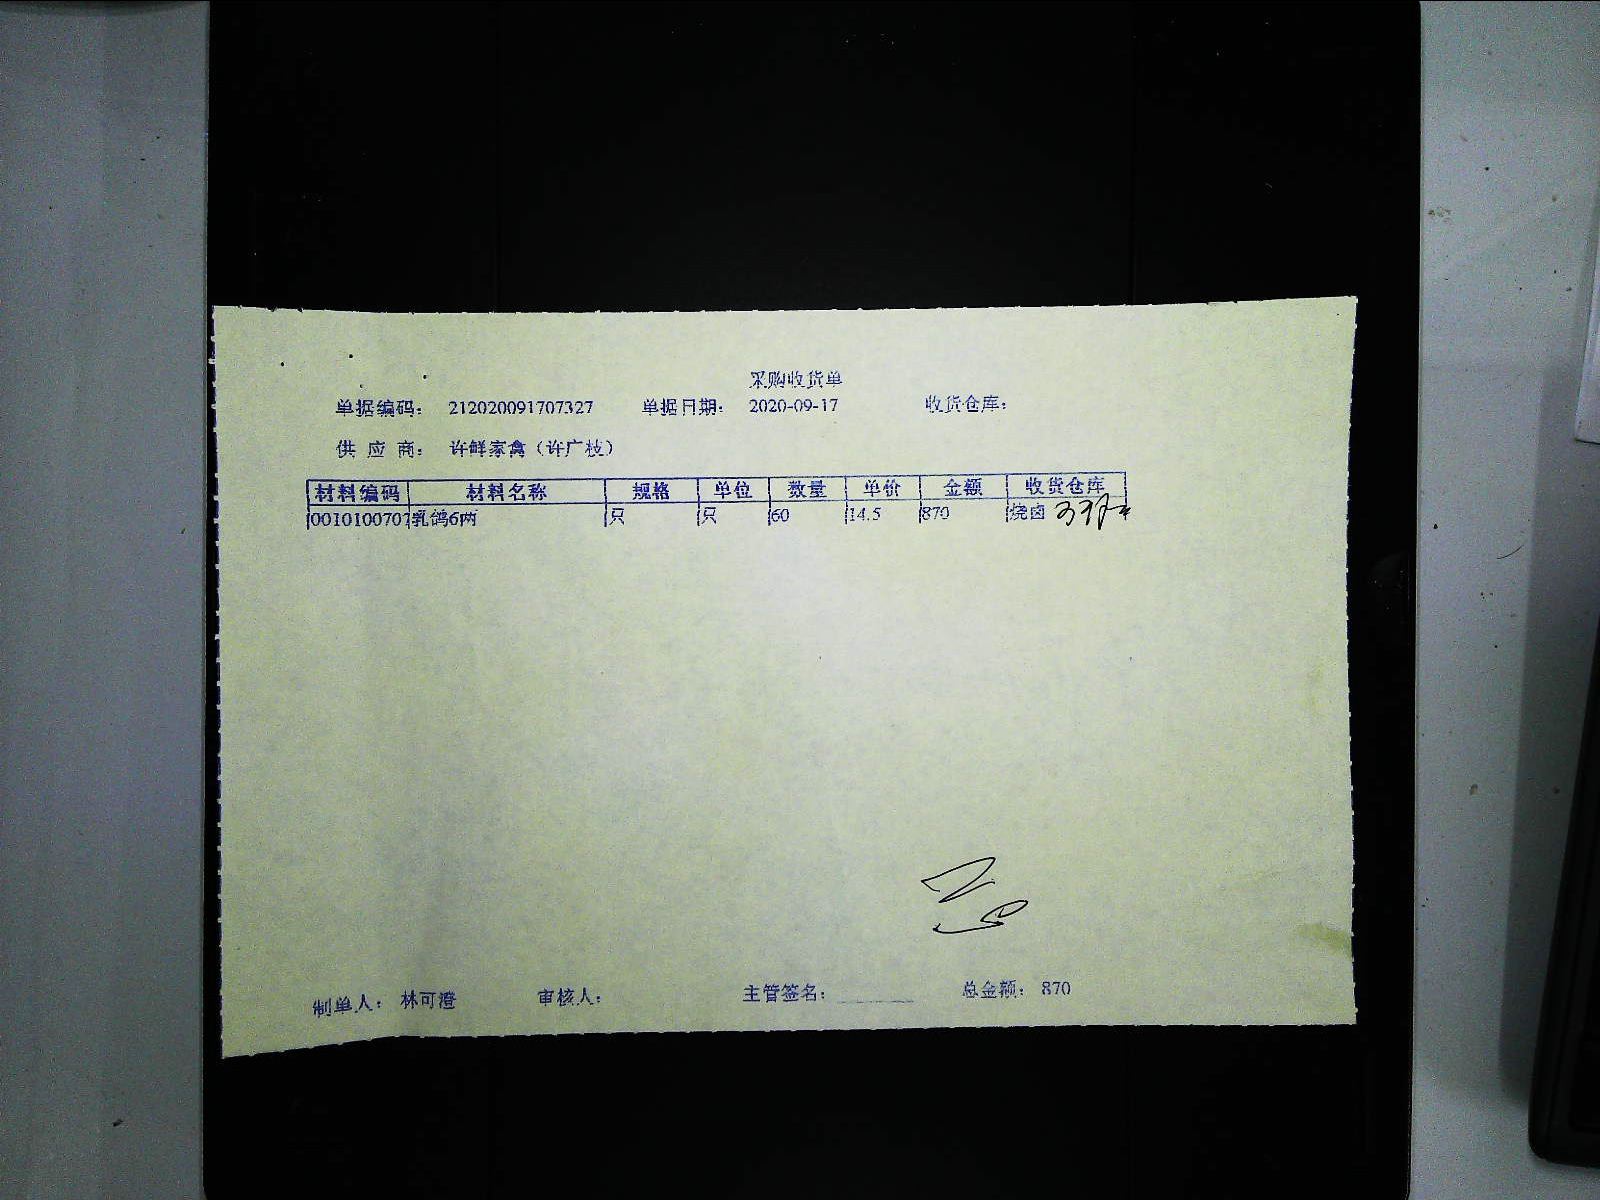 采购收货单
单据编码： 212020091707327 单据日期： 2020-09-17 收货仓库：
供 应 商： 许鲜家禽（许广枝）
材料编码 材料名称 规格 单位 数量 单价 金额 收货仓库
0010100707 乳鸽6两 只 只 60 14.5 870 烧卤
制单人： 林可澄 审核人： 主管签名： 总金额： 870